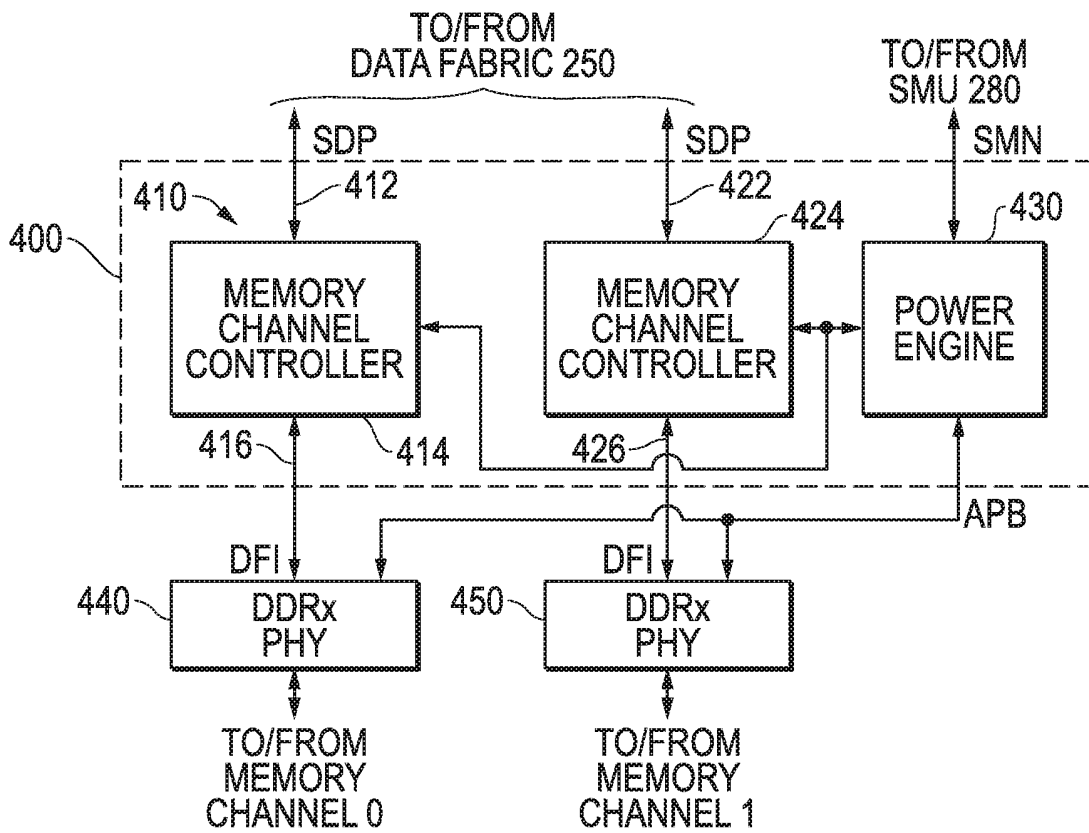 TO/FROM
DATA FABRIC 250
TO/FROM
SMU 280
SDP
SDP
SMN
410
412
422
424
430
400
MEMORY
CHANNEL
CONTROLLER
MEMORY
CHANNEL
CONTROLLER
POWER
ENGINE
416
414
426
APB
DFI
DFI
440
DDRx
PHY
450
DDRx
PHY
TO/FROM
MEMORY
CHANNEL 0
TO/FROM
MEMORY
CHANNEL 1